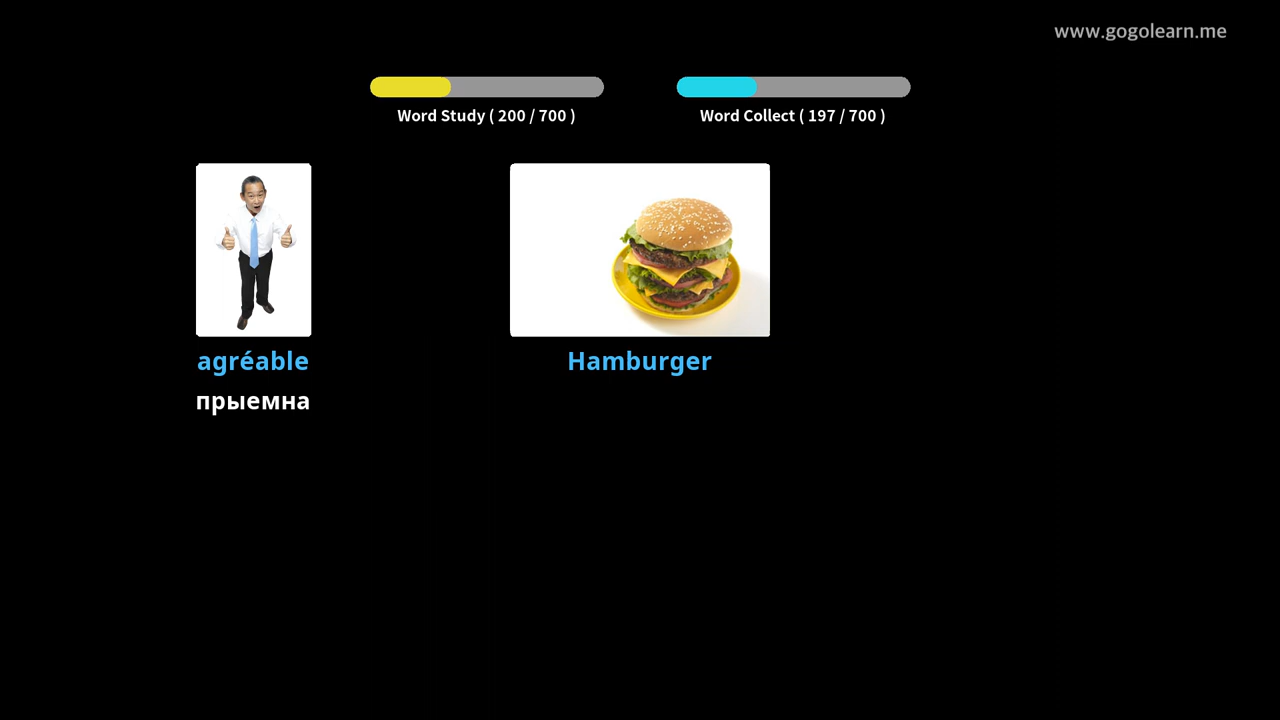 www.gogolearn.me
Word Study ( 200 / 700 )
Word Collect ( 197 / 700 )
agréable
прыемна
Hamburger